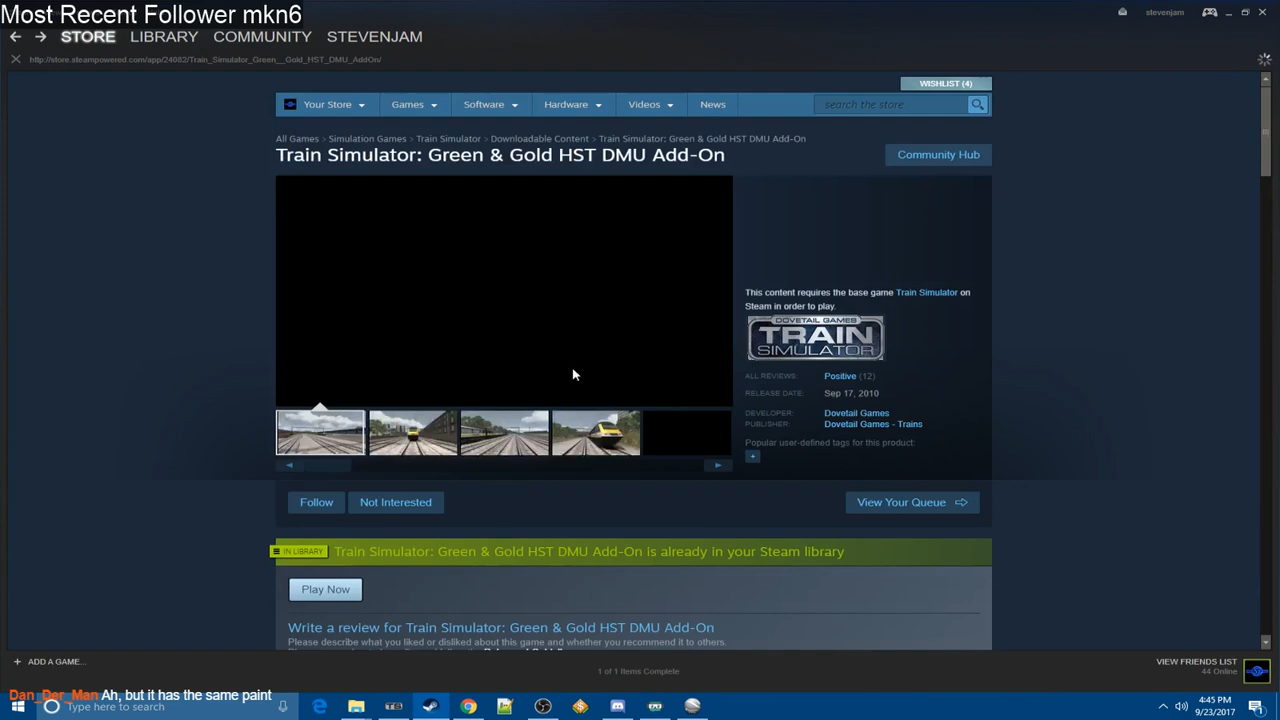 Most Recent Follower mkn6
stevenjam
STORE LIBRARY COMMUNITY STEVENJAM
http://store.steampowered.com/app/24082/Train_Simulator_Green__Gold_HST_DMU_AddOn/
WISHLIST (4)
Your Store Games Software Hardware Videos News search the store
All Games > Simulation Games > Train Simulator > Downloadable Content > Train Simulator: Green & Gold HST DMU Add-On
Train Simulator: Green & Gold HST DMU Add-On
Community Hub
This content requires the base game Train Simulator on
Steam in order to play.
DOVETAIL GAMES
TRAIN
SIMULATOR
ALL REVIEWS: Positive (12)
RELEASE DATE: Sep 17, 2010
DEVELOPER: Dovetail Games
PUBLISHER: Dovetail Games - Trains
Popular user-defined tags for this product:
+
Follow Not Interested View Your Queue
IN LIBRARY Train Simulator: Green & Gold HST DMU Add-On is already in your Steam library
Play Now
Write a review for Train Simulator: Green & Gold HST DMU Add-On
Please describe what you liked or disliked about this game and whether you recommend it to others.
+ ADD A GAME...
1 of 1 Items Complete
VIEW FRIENDS LIST
44 Online
Dan_Der_Man Ah, but it has the same paint
Type here to search
4:45 PM
9/23/2017